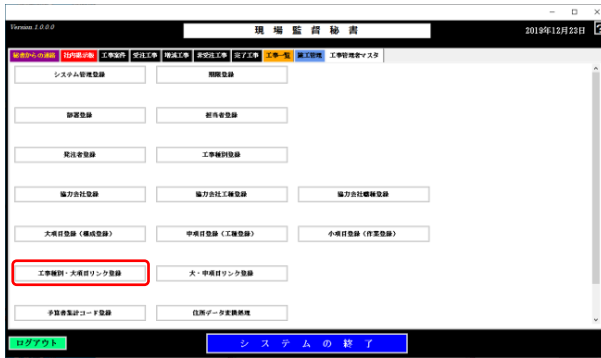 Version 1.0.0.0
現場監督秘書
2019年12月23日
秘書からの連絡 社内掲示板 工事案件 受注工事 増減工事 非受注工事 完了工事 工事一覧 施工管理 工事管理者マスタ
システム管理登録 期限登録
部署登録 担当者登録
発注者登録 工事種別登録
協力会社登録 協力会社工種登録 協力会社職種登録
大項目登録（構成登録） 中項目登録（工種登録） 小項目登録（作業登録）
工事種別・大項目リンク登録 大・中項目リンク登録
予算書集計コード登録 住所データ変換処理
ログアウト システムの終了